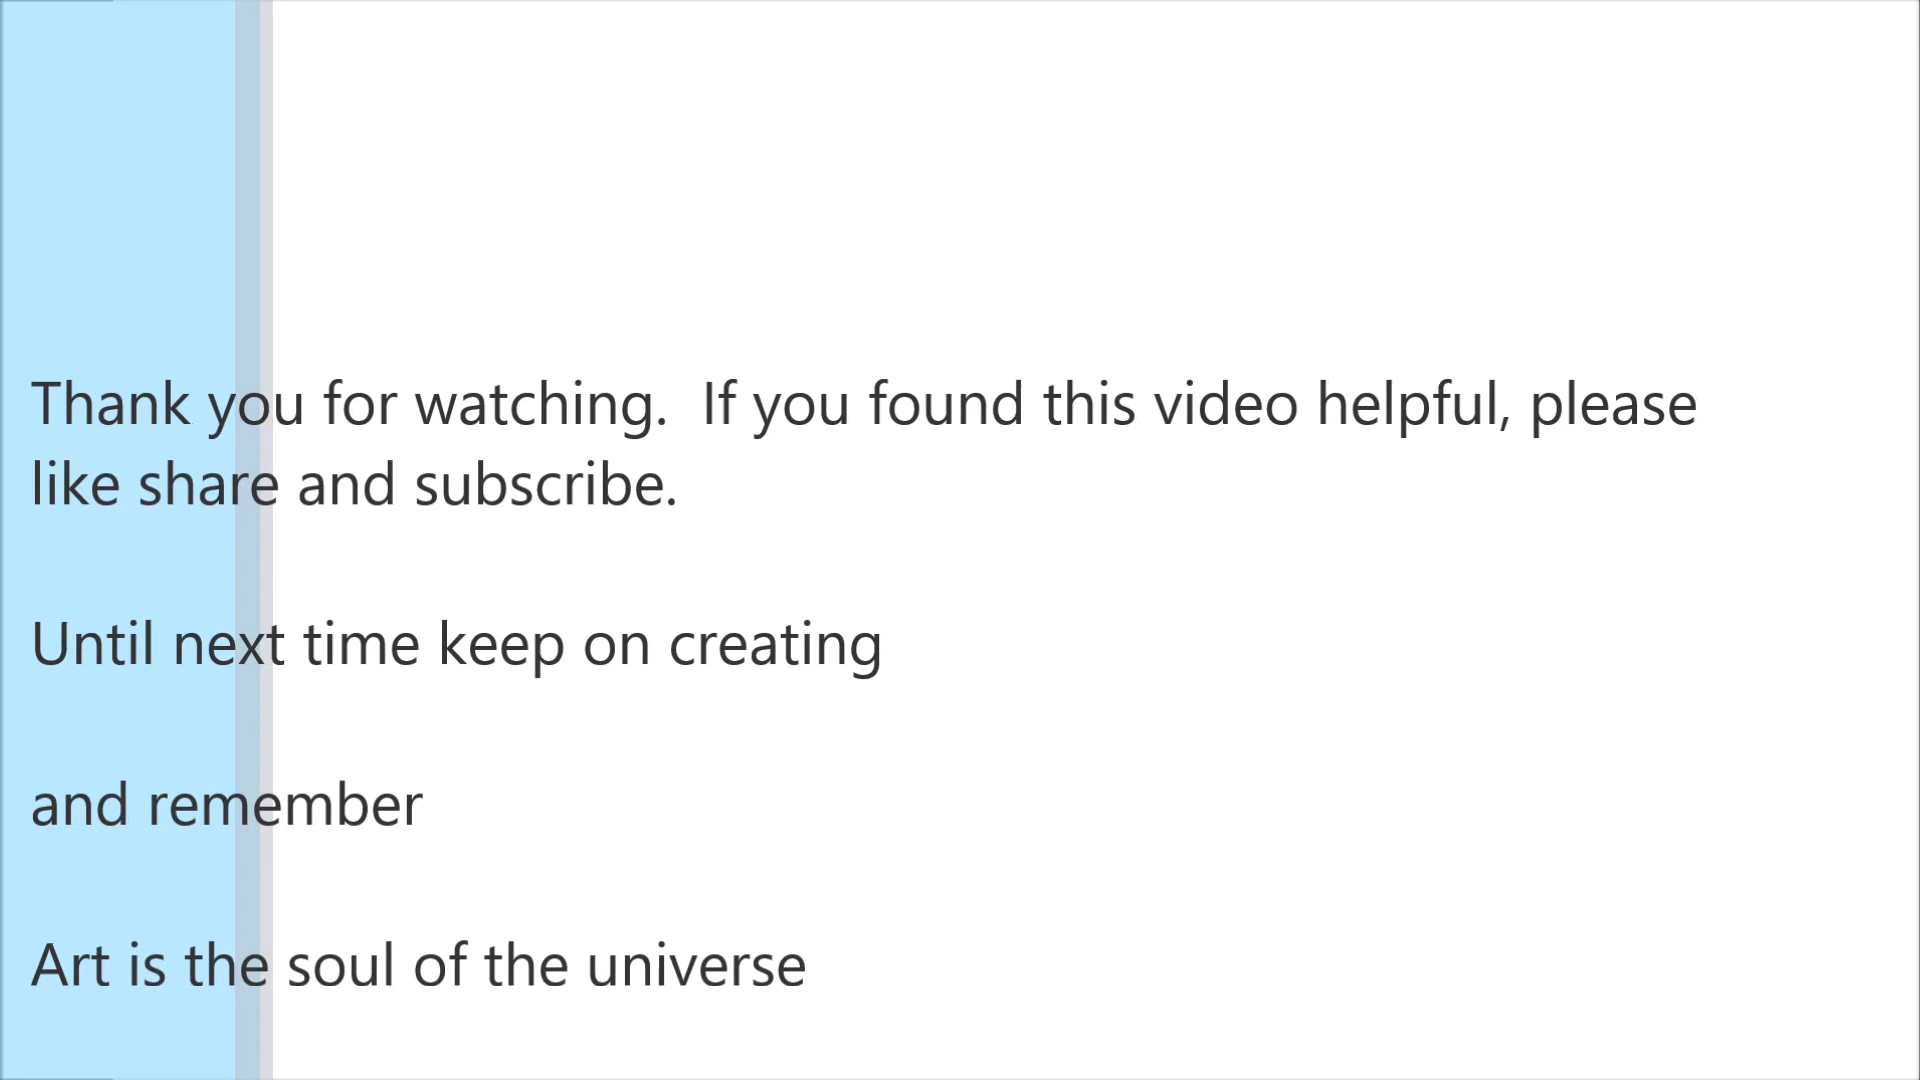 Thank you for watching.  If you found this video helpful, please
like share and subscribe.
Until next time keep on creating
and remember
Art is the soul of the universe